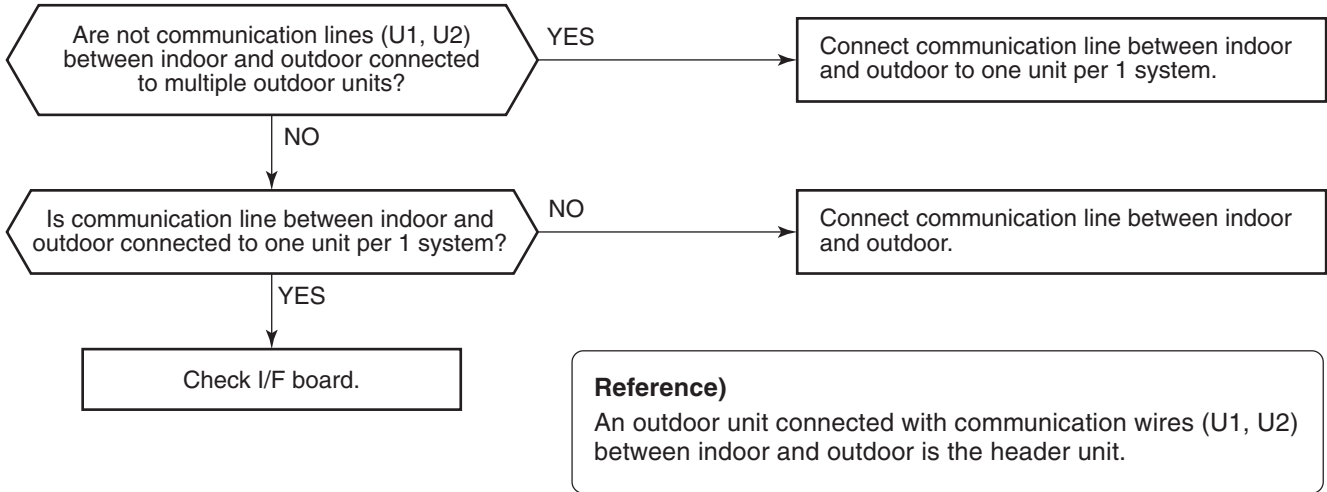 Are not communication lines (U1, U2)
between indoor and outdoor connected
to multiple outdoor units?
YES
Connect communication line between indoor
and outdoor to one unit per 1 system.
NO
Is communication line between indoor and
outdoor connected to one unit per 1 system?
NO
Connect communication line between indoor
and outdoor.
YES
Check I/F board.
Reference)
An outdoor unit connected with communication wires (U1, U2)
between indoor and outdoor is the header unit.